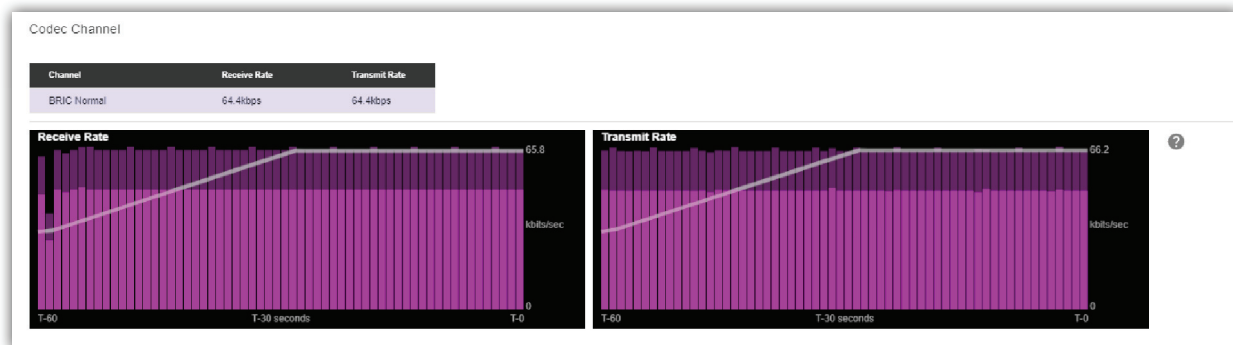 Codec Channel
Channel Receive Rate Transmit Rate
BRIC Normal 64.4kbps 64.4kbps
Receive Rate
65.8
kbits/sec
0
T-60 T-30 seconds T-0
Transmit Rate
66.2
kbits/sec
0
T-60 T-30 seconds T-0
?